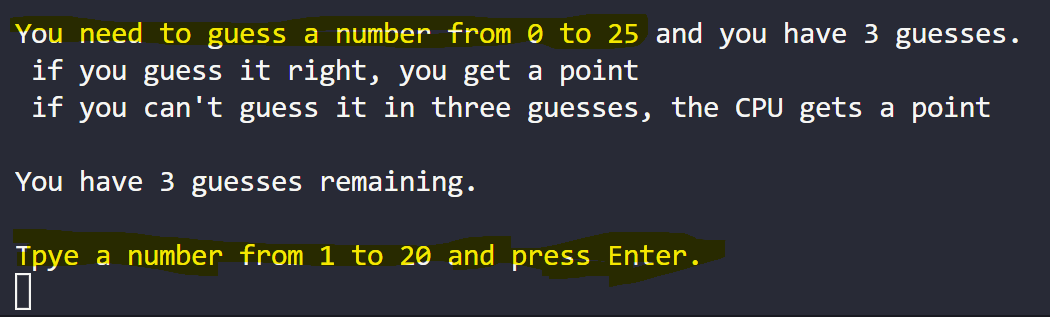 You need to guess a number from 0 to 25 and you have 3 guesses.
if you guess it right, you get a point
if you can't guess it in three guesses, the CPU gets a point
You have 3 guesses remaining.
Tpye a number from 1 to 20 and press Enter.